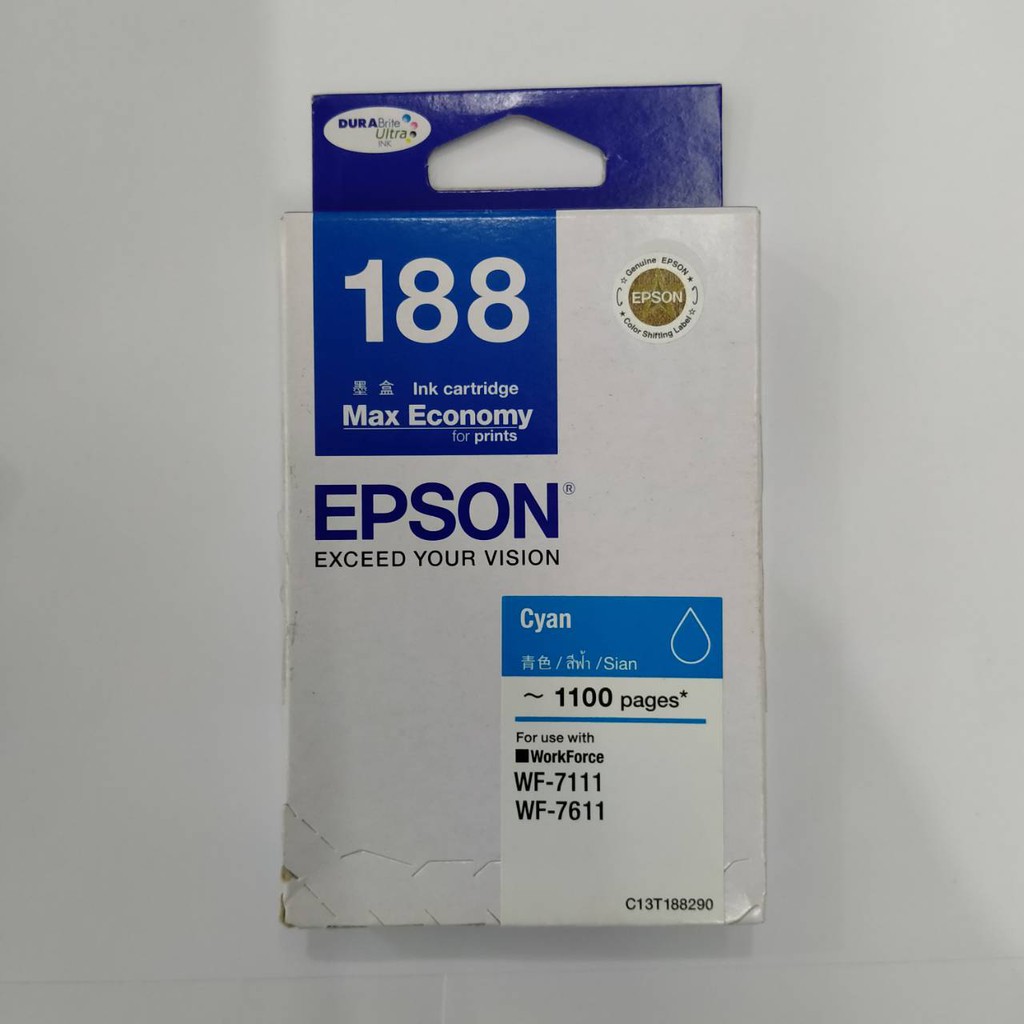 DURABrite
Ultra
INK
188
墨 盒 Ink cartridge
Max Economy
for prints
☆ Genuine EPSON ★
EPSON
★ Color Shifting Label ☆
EPSON®
EXCEED YOUR VISION
Cyan
青色 / สีฟ้า /Sian
~ 1100 pages*
For use with
WorkForce
WF-7111
WF-7611
C13T188290